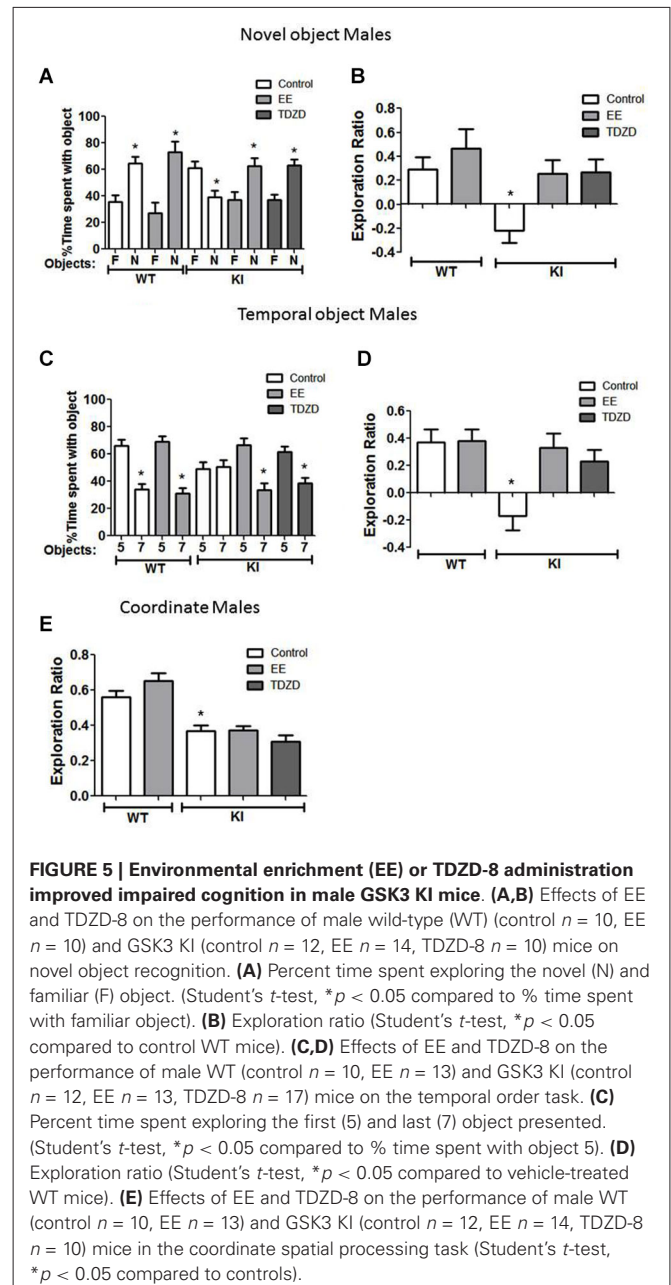 Novel object Males
A
Control
EE
TDZD
%Time spent with object
100
80
60
40
20
0
* * * * *
Objects: F N F N F N F N F N
WT KI
B
Control
EE
TDZD
Exploration Ratio
0.6
0.4
0.2
0.0
-0.2
-0.4
*
WT KI
Temporal object Males
C
Control
EE
TDZD
%Time spent with object
100
80
60
40
20
0
* * * *
Objects: 5 7 5 7 5 7 5 7 5 7
WT KI
D
Control
EE
TDZD
Exploration Ratio
0.6
0.4
0.2
0.0
-0.2
-0.4
*
WT KI
Coordinate Males
E
Control
EE
TDZD
Exploration Ratio
0.8
0.6
0.4
0.2
0.0
*
WT KI
FIGURE 5 | Environmental enrichment (EE) or TDZD-8 administration
improved impaired cognition in male GSK3 KI mice. (A,B) Effects of EE
and TDZD-8 on the performance of male wild-type (WT) (control n = 10, EE
n = 10) and GSK3 KI (control n = 12, EE n = 14, TDZD-8 n = 10) mice on
novel object recognition. (A) Percent time spent exploring the novel (N) and
familiar (F) object. (Student's t-test, *p < 0.05 compared to % time spent
with familiar object). (B) Exploration ratio (Student's t-test, *p < 0.05
compared to control WT mice). (C,D) Effects of EE and TDZD-8 on the
performance of male WT (control n = 10, EE n = 13) and GSK3 KI (control
n = 12, EE n = 13, TDZD-8 n = 17) mice on the temporal order task. (C)
Percent time spent exploring the first (5) and last (7) object presented.
(Student's t-test, *p < 0.05 compared to % time spent with object 5). (D)
Exploration ratio (Student's t-test, *p < 0.05 compared to vehicle-treated
WT mice). (E) Effects of EE and TDZD-8 on the performance of male WT
(control n = 10, EE n = 13) and GSK3 KI (control n = 12, EE n = 14, TDZD-8
n = 10) mice in the coordinate spatial processing task (Student's t-test,
*p < 0.05 compared to controls).